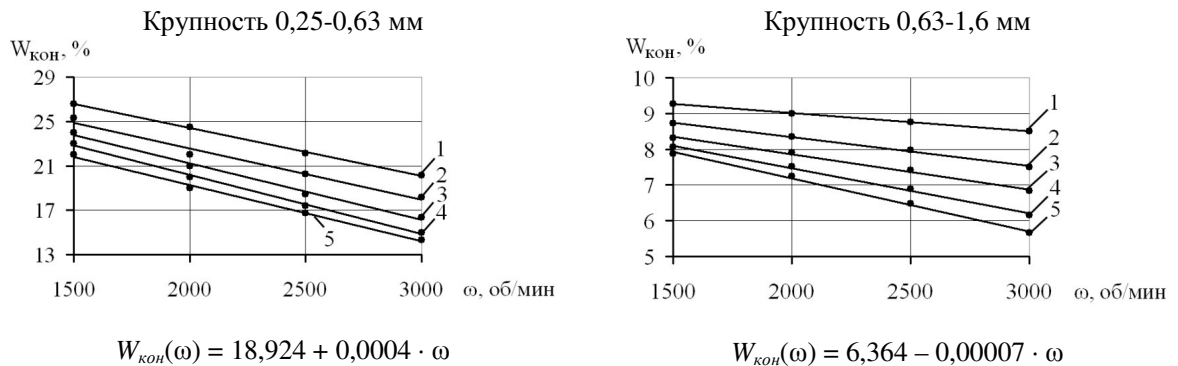 Крупность 0,25-0,63 мм
Wкон, %
29
25
21
17
13
1500 2000 2500 3000 ω, об/мин
1
2
3
4
5
Wкон(ω) = 18,924 + 0,0004 · ω
Крупность 0,63-1,6 мм
Wкон, %
10
9
8
7
6
5
1500 2000 2500 3000 ω, об/мин
1
2
3
4
5
Wкон(ω) = 6,364 – 0,00007 · ω